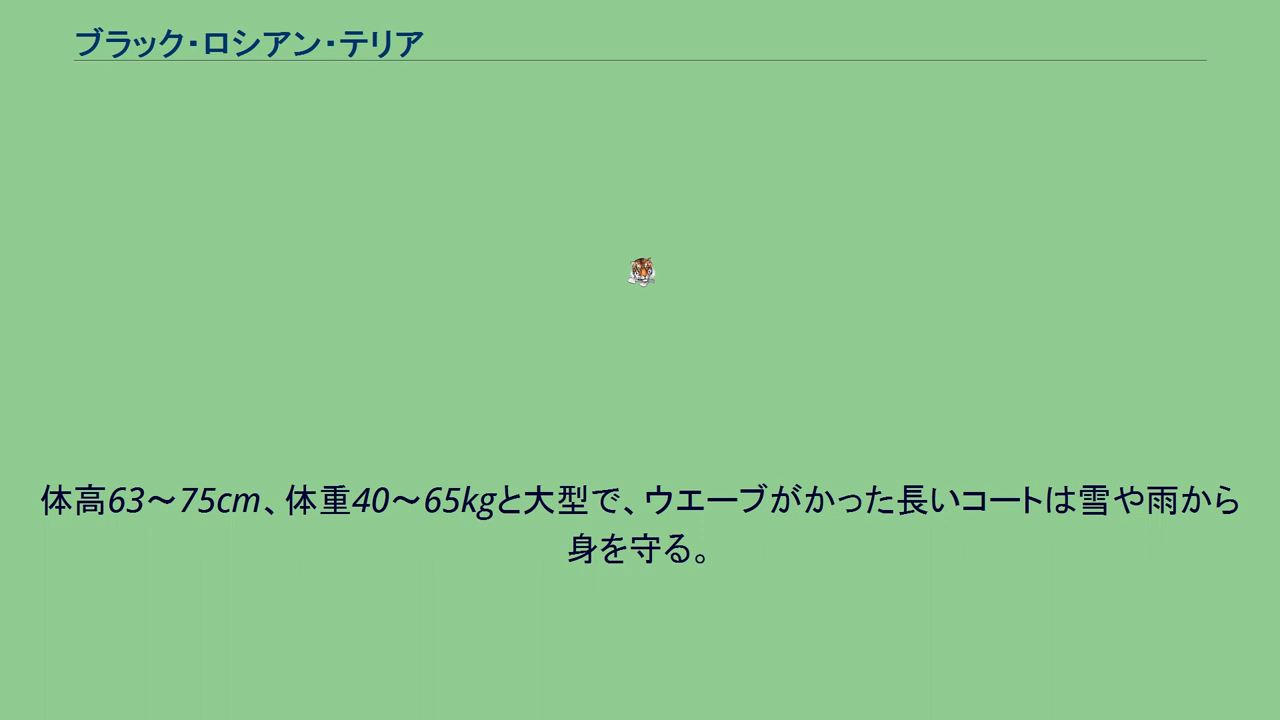 ブラック・ロシアン・テリア
体高63～75cm、体重40～65kgと大型で、ウエーブがかった長いコートは雪や雨から
身を守る。